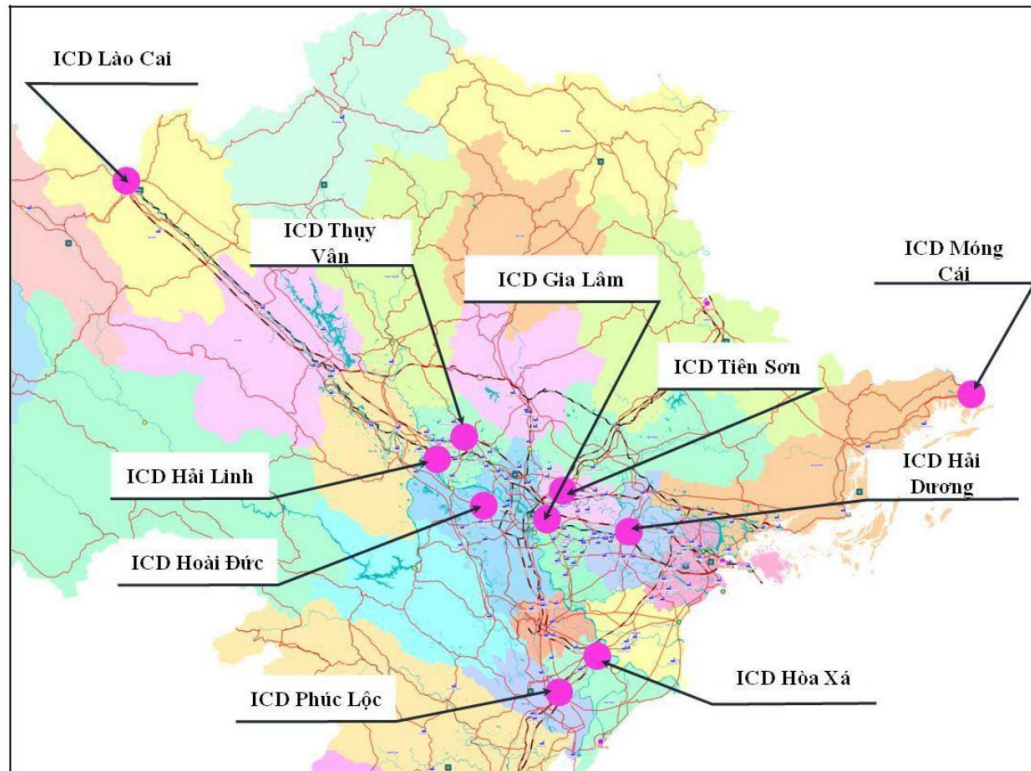 ICD Lào Cai
ICD Thụy
Vân
ICD Móng
Cái
ICD Gia Lâm
ICD Tiên Sơn
ICD Hải Linh
ICD Hải
Dương
ICD Hoài Đức
ICD Hòa Xá
ICD Phúc Lộc